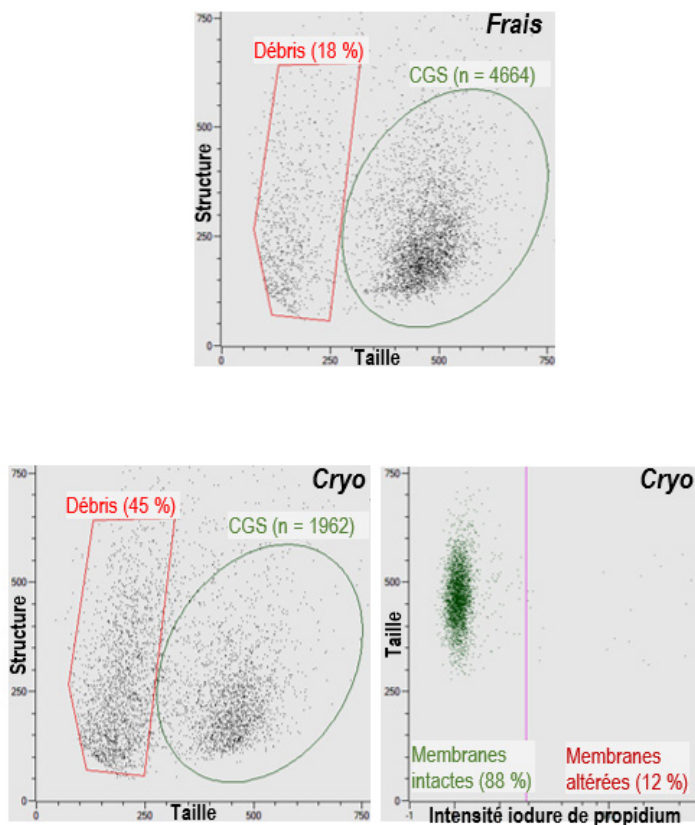 Frais
Débris (18 %)
CGS (n = 4664)
Structure
750
500
250
0
0
250
500
750
Taille
Cryo
Débris (45 %)
CGS (n = 1962)
Structure
750
500
250
0
0
250
500
750
Taille
Cryo
Taille
750
500
250
0
Membranes
intactes (88 %)
Membranes
altérées (12 %)
-1
Intensité iodure de propidium